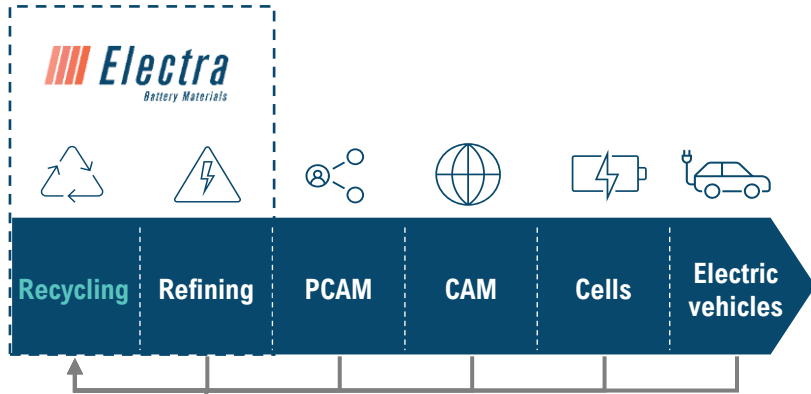 Electra
Battery Materials
Recycling
Refining
PCAM
CAM
Cells
Electric
vehicles